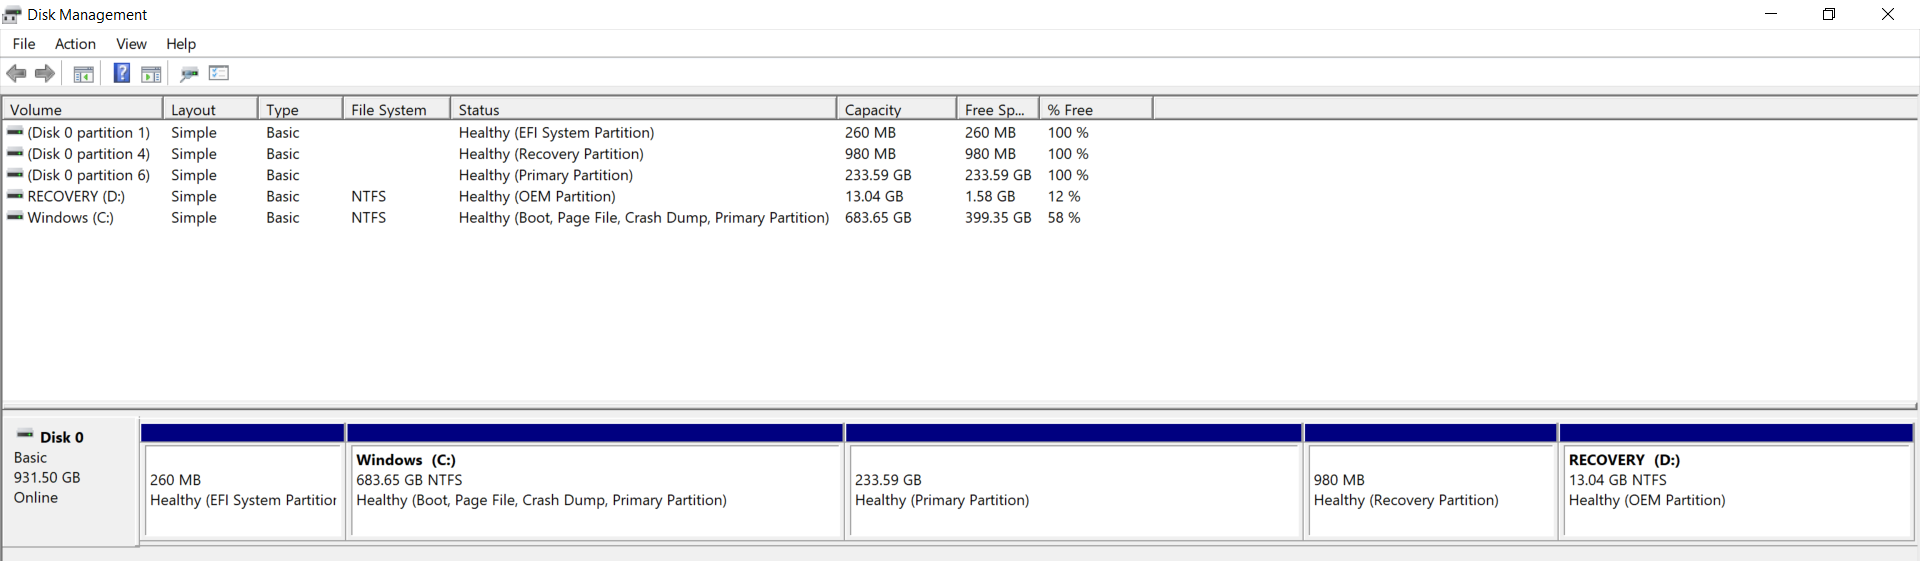 Disk Management
File Action View Help
Volume Layout Type File System Status Capacity Free Sp... % Free
(Disk 0 partition 1) Simple Basic Healthy (EFI System Partition) 260 MB 260 MB 100 %
(Disk 0 partition 4) Simple Basic Healthy (Recovery Partition) 980 MB 980 MB 100 %
(Disk 0 partition 6) Simple Basic Healthy (Primary Partition) 233.59 GB 233.59 GB 100 %
RECOVERY (D:) Simple Basic NTFS Healthy (OEM Partition) 13.04 GB 1.58 GB 12 %
Windows (C:) Simple Basic NTFS Healthy (Boot, Page File, Crash Dump, Primary Partition) 683.65 GB 399.35 GB 58 %
Disk 0
Basic
931.50 GB
Online
260 MB
Healthy (EFI System Partitior
Windows (C:)
683.65 GB NTFS
Healthy (Boot, Page File, Crash Dump, Primary Partition)
233.59 GB
Healthy (Primary Partition)
980 MB
Healthy (Recovery Partition)
RECOVERY (D:)
13.04 GB NTFS
Healthy (OEM Partition)